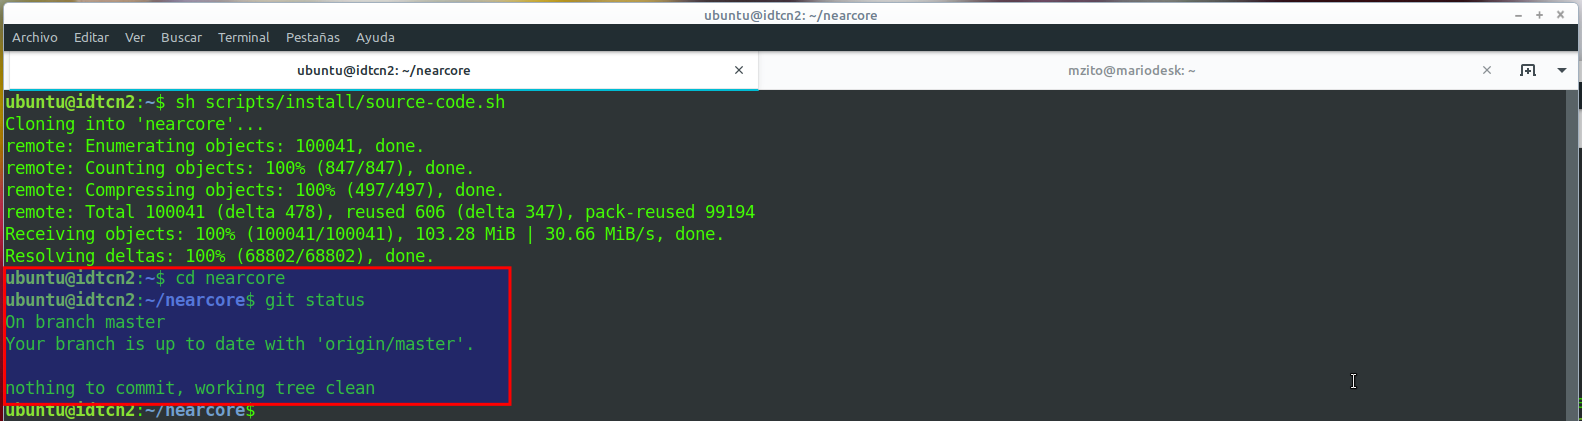 ubuntu@idtcn2: ~/nearcore
Archivo Editar Ver Buscar Terminal Pestañas Ayuda
ubuntu@idtcn2: ~/nearcore mzito@mariodesk: ~
ubuntu@idtcn2:~$ sh scripts/install/source-code.sh
Cloning into 'nearcore'...
remote: Enumerating objects: 100041, done.
remote: Counting objects: 100% (847/847), done.
remote: Compressing objects: 100% (497/497), done.
remote: Total 100041 (delta 478), reused 606 (delta 347), pack-reused 99194
Receiving objects: 100% (100041/100041), 103.28 MiB | 30.66 MiB/s, done.
Resolving deltas: 100% (68802/68802), done.
ubuntu@idtcn2:~$ cd nearcore
ubuntu@idtcn2:~/nearcore$ git status
On branch master
Your branch is up to date with 'origin/master'.
nothing to commit, working tree clean
ubuntu@idtcn2:~/nearcore$